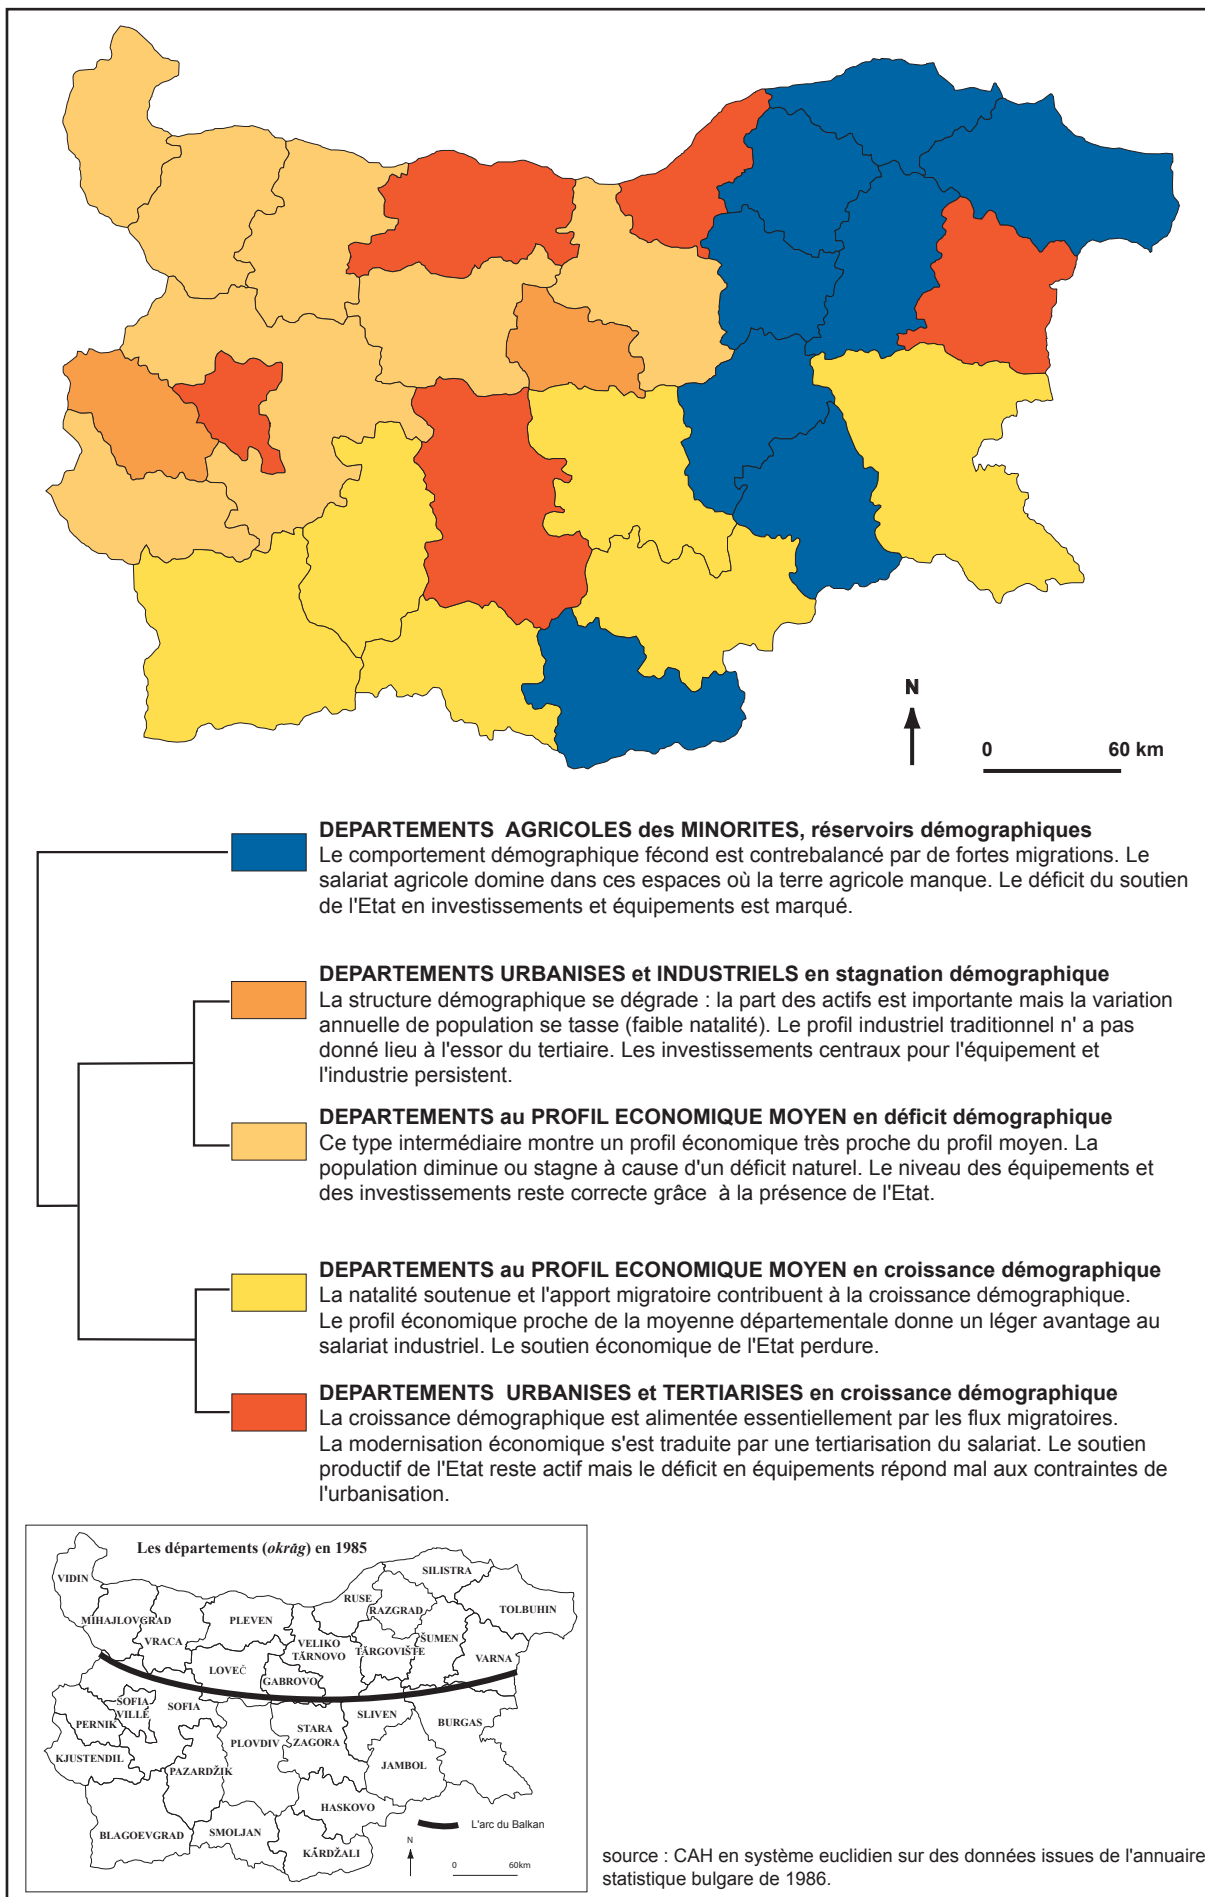 N
0 60 km
DEPARTEMENTS AGRICOLES des MINORITES, réservoirs démographiques
Le comportement démographique fécond est contrebalancé par de fortes migrations. Le
salariat agricole domine dans ces espaces où la terre agricole manque. Le déficit du soutien
de l'Etat en investissements et équipements est marqué.
DEPARTEMENTS URBANISES et INDUSTRIELS en stagnation démographique
La structure démographique se dégrade : la part des actifs est importante mais la variation
annuelle de population se tasse (faible natalité). Le profil industriel traditionnel n' a pas
donné lieu à l'essor du tertiaire. Les investissements centraux pour l'équipement et
l'industrie persistent.
DEPARTEMENTS au PROFIL ECONOMIQUE MOYEN en déficit démographique
Ce type intermédiaire montre un profil économique très proche du profil moyen. La
population diminue ou stagne à cause d'un déficit naturel. Le niveau des équipements et
des investissements reste correcte grâce à la présence de l'Etat.
DEPARTEMENTS au PROFIL ECONOMIQUE MOYEN en croissance démographique
La natalité soutenue et l'apport migratoire contribuent à la croissance démographique.
Le profil économique proche de la moyenne départementale donne un léger avantage au
salariat industriel. Le soutien économique de l'Etat perdure.
DEPARTEMENTS URBANISES et TERTIARISES en croissance démographique
La croissance démographique est alimentée essentiellement par les flux migratoires.
La modernisation économique s'est traduite par une tertiarisation du salariat. Le soutien
productif de l'Etat reste actif mais le déficit en équipements répond mal aux contraintes de
l'urbanisation.
Les départements (okrăg) en 1985
VIDIN
MIHAJLOVGRAD
VRACA
PLEVEN
RUSE
SILISTRA
RAZGRAD
TOLBUHIN
VELIKO
TĂRNOVO
TĂRGOVIŠTE
ŠUMEN
VARNA
LOVEČ
GABROVO
SOFIA
VILLE
SOFIA
PERNIK
KJUSTENDIL
PAZARDŽIK
PLOVDIV
STARA
ZAGORA
SLIVEN
BURGAS
JAMBOL
HASKOVO
BLAGOEVGRAD
SMOLJAN
KĂRDŽALI
L'arc du Balkan
N
0 60km
source : CAH en système euclidien sur des données issues de l'annuaire
statistique bulgare de 1986.